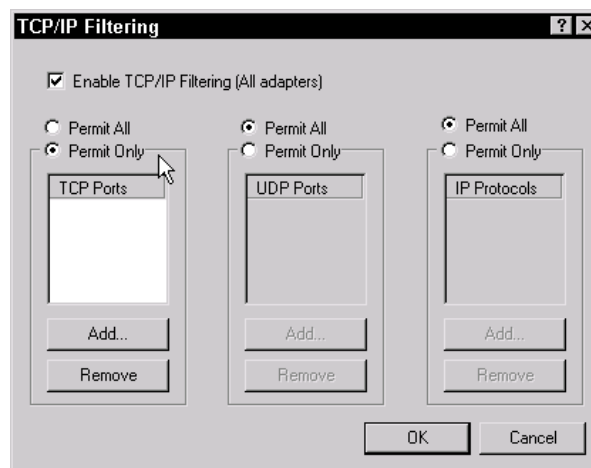 TCP/IP Filtering
Enable TCP/IP Filtering (All adapters)
Permit All
Permit Only
TCP Ports
Add...
Remove
Permit All
Permit Only
UDP Ports
Add...
Remove
Permit All
Permit Only
IP Protocols
Add...
Remove
OK
Cancel